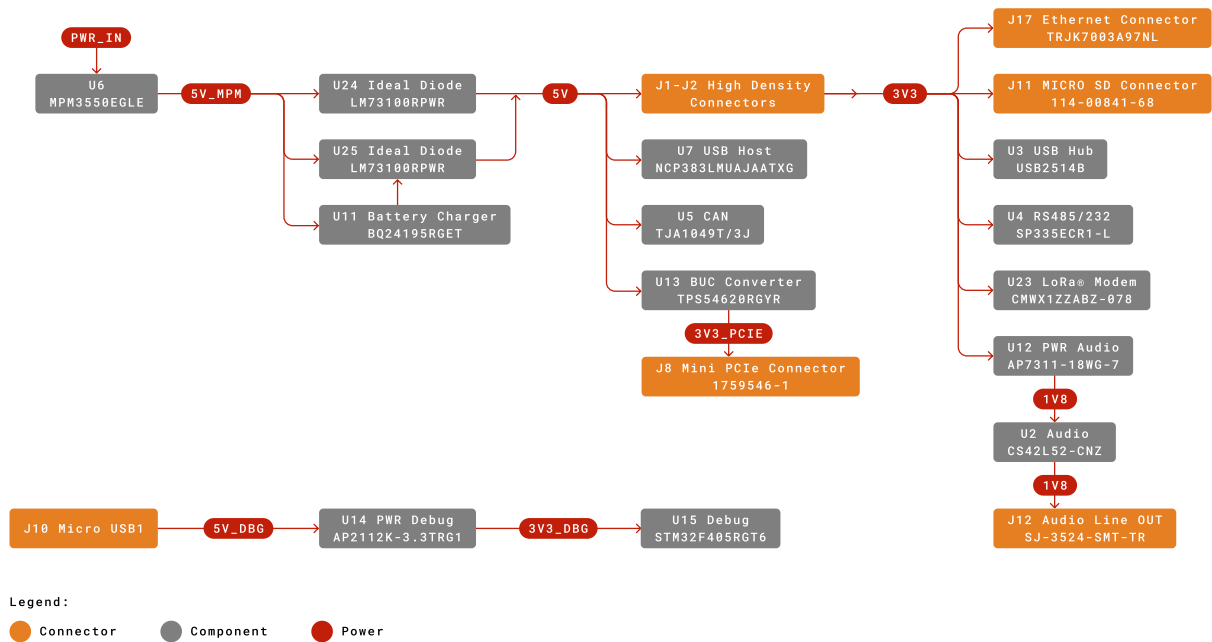 PWR_IN
U6
MPM3550EGLE
5V_MPM
U24 Ideal Diode
LM73100RPWR
U25 Ideal Diode
LM73100RPWR
U11 Battery Charger
BQ24195RGET
5V
J1-J2 High Density
Connectors
U7 USB Host
NCP383LMUAJAATXG
U5 CAN
TJA1049T/3J
U13 BUC Converter
TPS54620RGYR
3V3_PCIE
J8 Mini PCIe Connector
1759546-1
3V3
J17 Ethernet Connector
TRJK7003A97NL
J11 MICRO SD Connector
114-00841-68
U3 USB Hub
USB2514B
U4 RS485/232
SP335ECR1-L
U23 LoRa® Modem
CMWX1ZZABZ-078
U12 PWR Audio
AP7311-18WG-7
1V8
U2 Audio
CS42L52-CNZ
1V8
J12 Audio Line OUT
SJ-3524-SMT-TR
J10 Micro USB1
5V_DBG
U14 PWR Debug
AP2112K-3.3TRG1
3V3_DBG
U15 Debug
STM32F405RGT6
Legend:
Connector
Component
Power